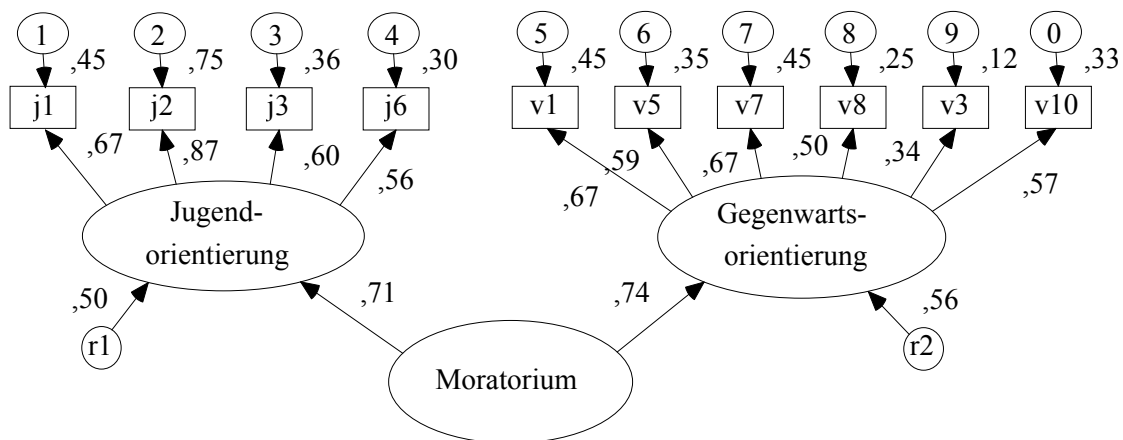 1 2 3 4 5 6 7 8 9 0
,45 ,75 ,36 ,30 ,45 ,35 ,45 ,25 ,12 ,33
j1 j2 j3 j6 v1 v5 v7 v8 v3 v10
,67 ,87 ,60 ,56 ,67 ,59 ,67 ,50 ,34 ,57
Jugend-
orientierung
Gegenwarts-
orientierung
,50 ,71 ,74 ,56
r1 r2
Moratorium